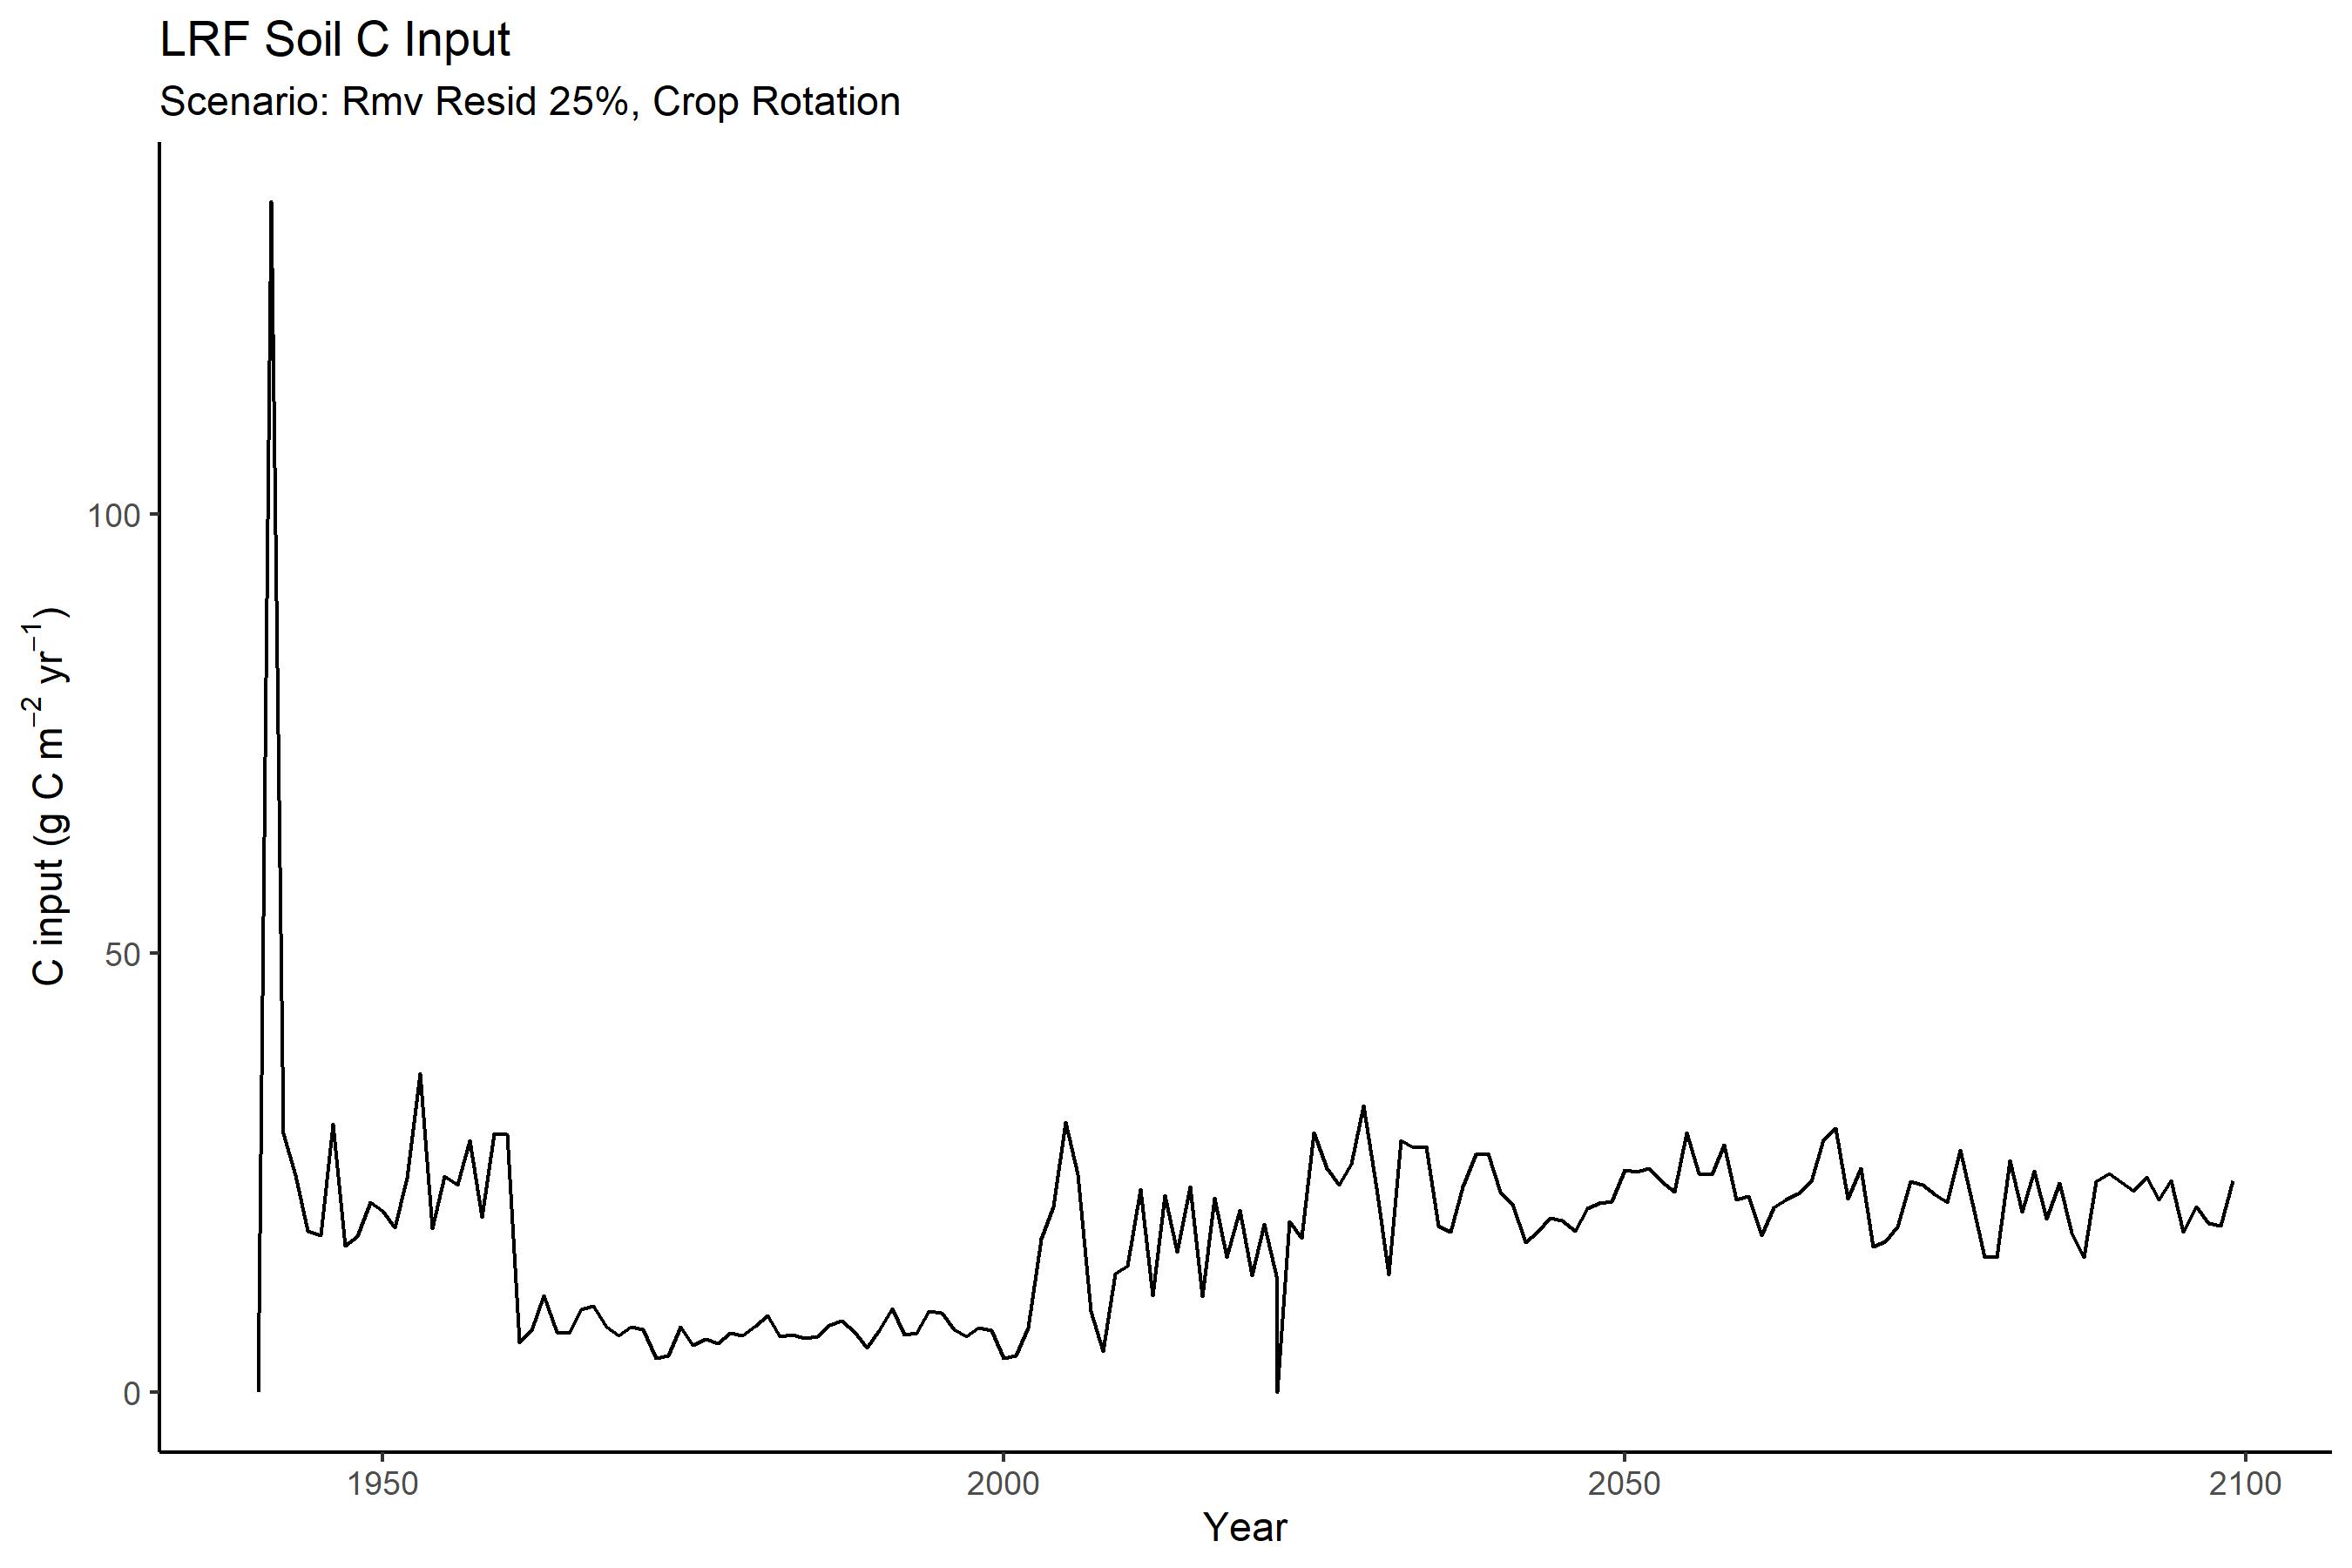 LRF Soil C Input
Scenario: Rmv Resid 25%, Crop Rotation
C input (g C m⁻² yr⁻¹)
100
50
0
1950 2000 2050 2100
Year